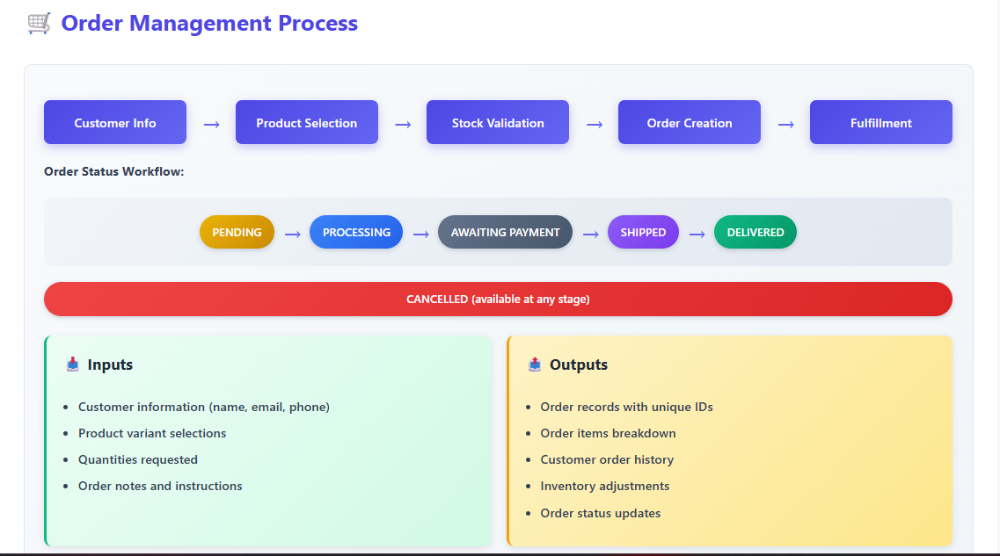 Order Management Process
Customer Info → Product Selection → Stock Validation → Order Creation → Fulfillment
Order Status Workflow:
PENDING → PROCESSING → AWAITING PAYMENT → SHIPPED → DELIVERED
CANCELLED (available at any stage)
Inputs
• Customer information (name, email, phone)
• Product variant selections
• Quantities requested
• Order notes and instructions
Outputs
• Order records with unique IDs
• Order items breakdown
• Customer order history
• Inventory adjustments
• Order status updates